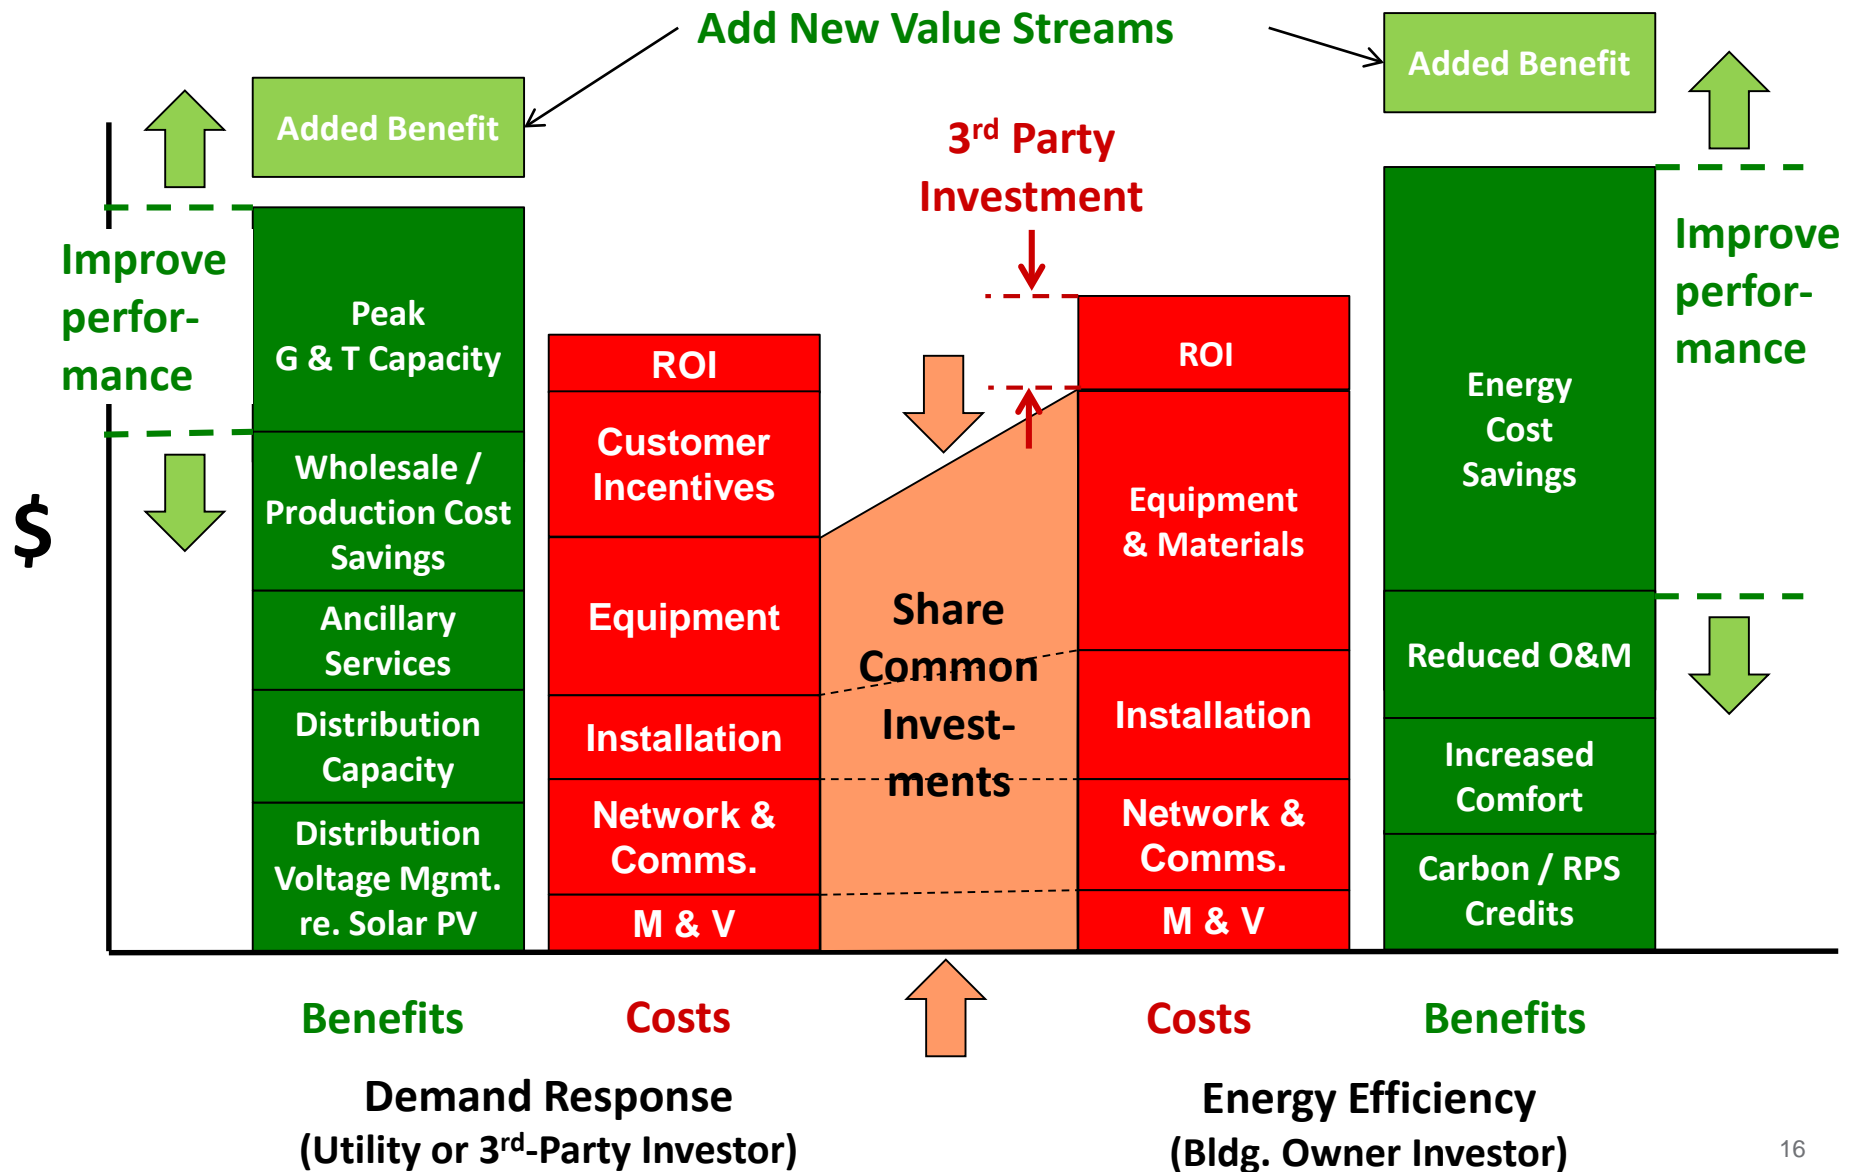 Add New Value Streams
Added Benefit
Added Benefit
3rd Party
Investment
Improve
perfor-
mance
Improve
perfor-
mance
$
Peak
G & T Capacity
Wholesale /
Production Cost
Savings
Ancillary
Services
Distribution
Capacity
Distribution
Voltage Mgmt.
re. Solar PV
ROI
Customer
Incentives
Equipment
Installation
Network &
Comms.
M & V
Share
Common
Invest-
ments
ROI
Equipment
& Materials
Installation
Network &
Comms.
M & V
Energy
Cost
Savings
Reduced O&M
Increased
Comfort
Carbon / RPS
Credits
Benefits
Costs
Costs
Benefits
Demand Response
(Utility or 3rd-Party Investor)
Energy Efficiency
(Bldg. Owner Investor)
16